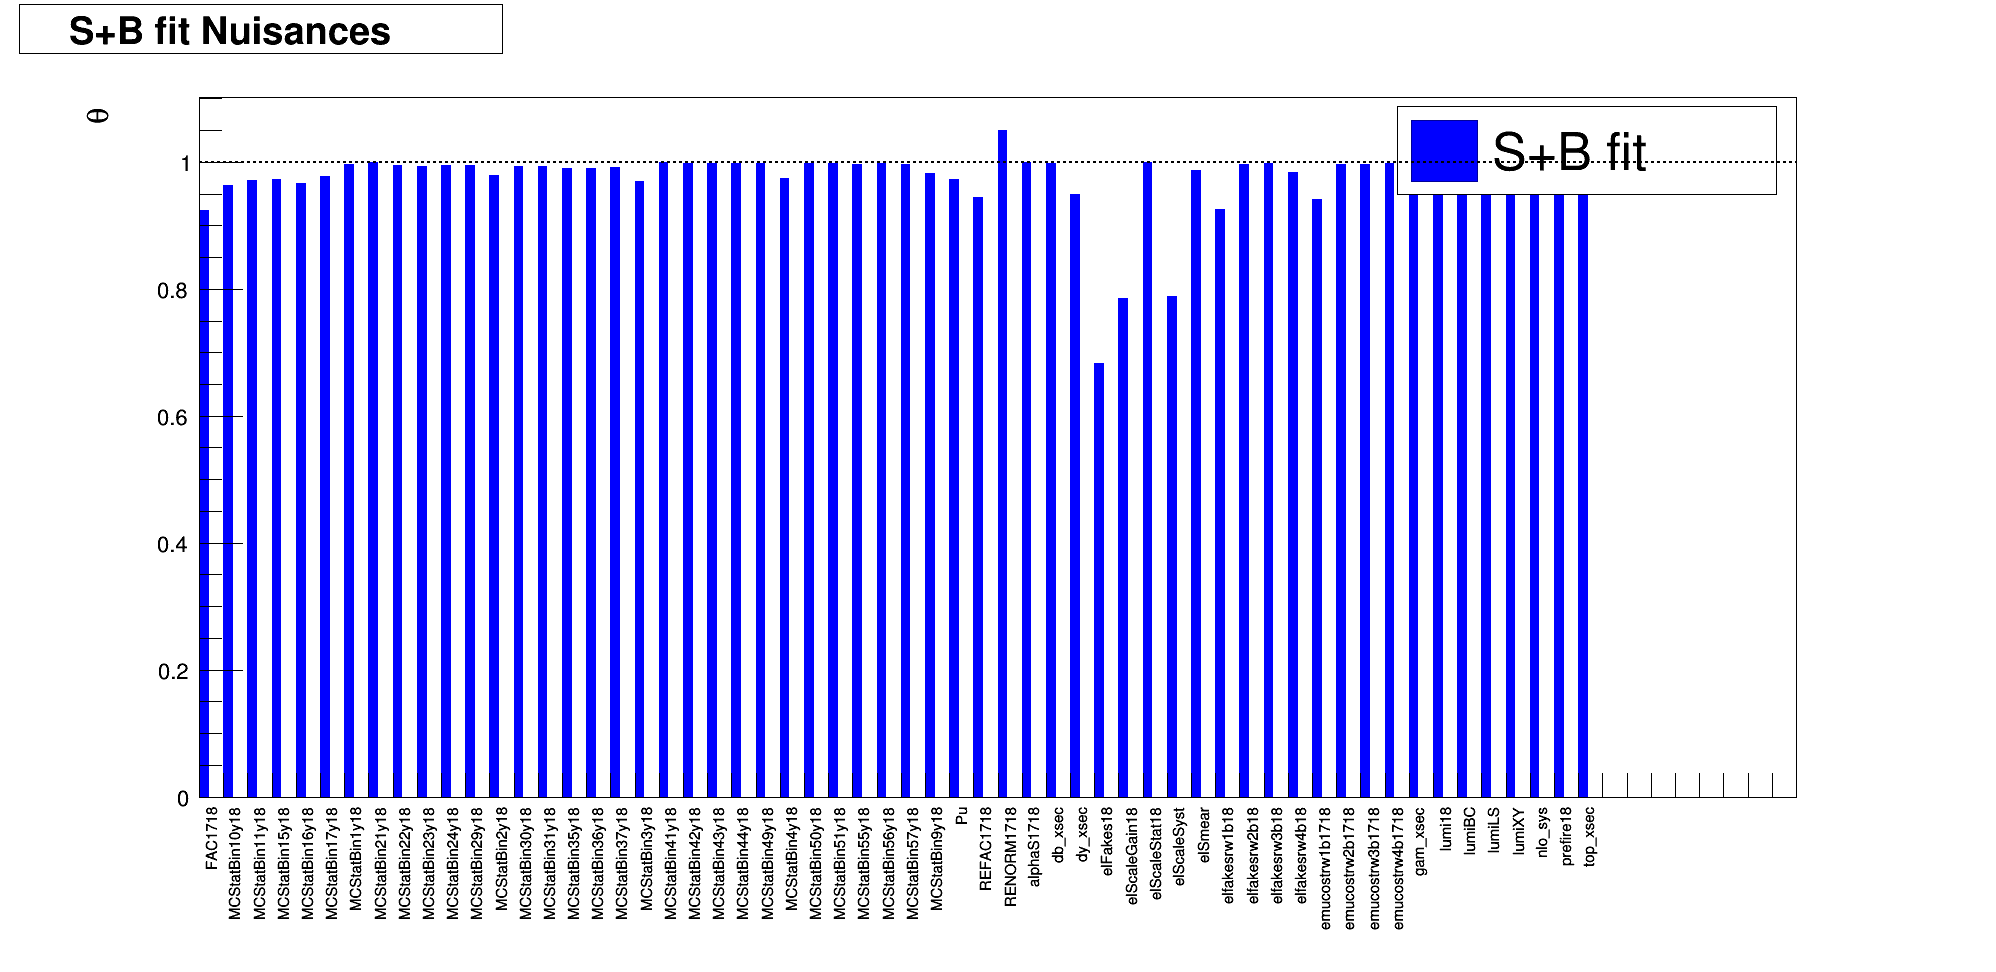 S+B fit Nuisances
θ
S+B fit
1
0.8
0.6
0.4
0.2
0
FAC1718
MCStatBin10y18
MCStatBin11y18
MCStatBin15y18
MCStatBin16y18
MCStatBin17y18
MCStatBin1y18
MCStatBin21y18
MCStatBin22y18
MCStatBin23y18
MCStatBin24y18
MCStatBin29y18
MCStatBin2y18
MCStatBin30y18
MCStatBin31y18
MCStatBin35y18
MCStatBin36y18
MCStatBin37y18
MCStatBin3y18
MCStatBin41y18
MCStatBin42y18
MCStatBin43y18
MCStatBin44y18
MCStatBin49y18
MCStatBin4y18
MCStatBin50y18
MCStatBin51y18
MCStatBin55y18
MCStatBin56y18
MCStatBin57y18
MCStatBin9y18
Pu
REFAC1718
RENORM1718
alphaS1718
db_xsec
dy_xsec
elFakes18
elScaleGain18
elScaleStat18
elScaleSyst
elSmear
elfakesrw1b18
elfakesrw2b18
elfakesrw3b18
elfakesrw4b18
emucostrw1b1718
emucostrw2b1718
emucostrw3b1718
emucostrw4b1718
gam_xsec
lumi18
lumiBC
lumiLS
lumiXY
nlo_sys
prefire18
top_xsec